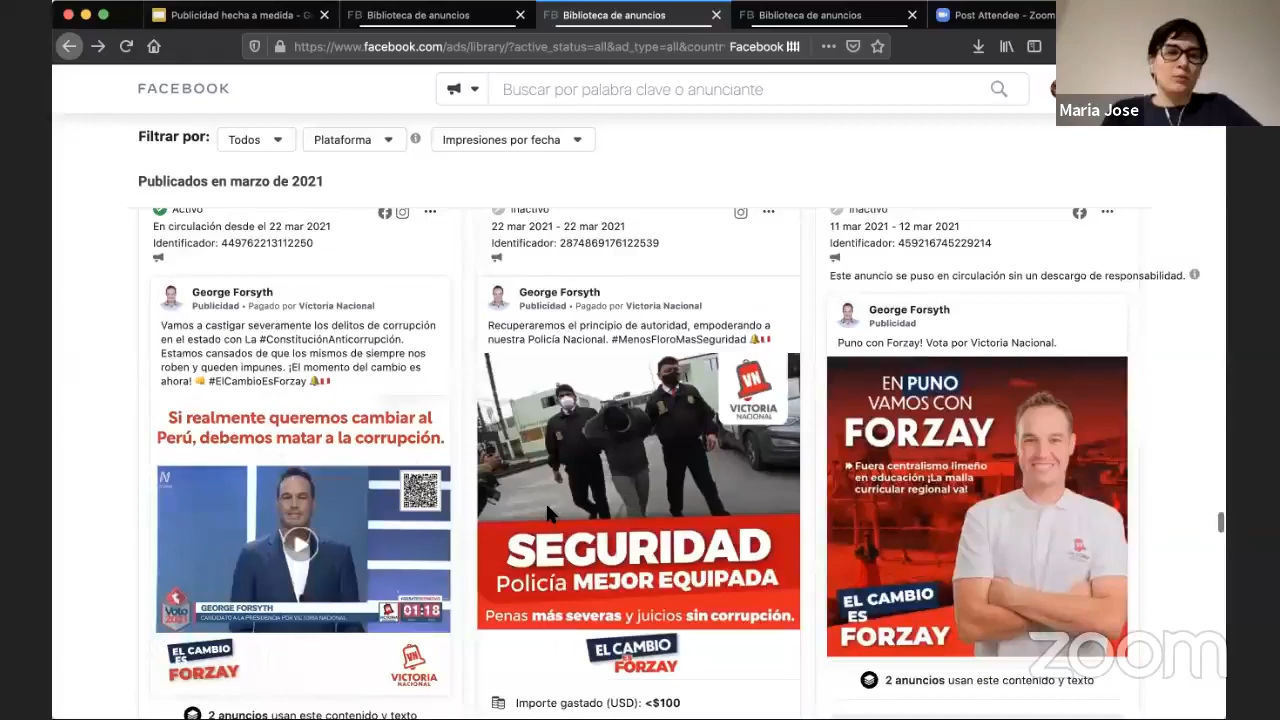 Publicidad hecha a medida - G
Biblioteca de anuncios
Biblioteca de anuncios
Biblioteca de anuncios
Post Attendee - Zoom
https://www.facebook.com/ads/library/?active_status=all&ad_type=all&countr
Facebook
Maria Jose
FACEBOOK
Buscar por palabra clave o anunciante
Filtrar por:
Todos
Plataforma
Impresiones por fecha
Publicados en marzo de 2021
Activo
En circulación desde el 22 mar 2021
Identificador: 449762213112250
George Forsyth
Publicidad • Pagado por Victoria Nacional
Vamos a castigar severamente los delitos de corrupción
en el estado con La #ConstituciónAnticorrupción.
Estamos cansados de que los mismos de siempre nos
roben y queden impunes. ¡El momento del cambio es
ahora! 👊 #ElCambioEsForzay 🔔🇵🇪
Si realmente queremos cambiar al
Perú, debemos matar a la corrupción.
N
Voto
2021
GEORGE FORSYTH
CANDIDATO A LA PRESIDENCIA POR VICTORIA NACIONAL
01:18
EL CAMBIO
ES
FORZAY
VN
VICTORIA
NACIONAL
2 anuncios usan este contenido y texto
Inactivo
22 mar 2021 - 22 mar 2021
Identificador: 2874869176122539
George Forsyth
Publicidad • Pagado por Victoria Nacional
Recuperaremos el principio de autoridad, empoderando a
nuestra Policía Nacional. #MenosFloroMasSeguridad 🔔🇵🇪
VN
VICTORIA
NACIONAL
SEGURIDAD
Policía MEJOR EQUIPADA
Penas más severas y juicios sin corrupción.
EL CAMBIO
ES
FORZAY
Importe gastado (USD): <$100
Inactivo
11 mar 2021 - 12 mar 2021
Identificador: 459216745229214
Este anuncio se puso en circulación sin un descargo de responsabilidad.
George Forsyth
Publicidad
Puno con Forzay! Vota por Victoria Nacional.
EN PUNO
VAMOS CON
FORZAY
Fuera centralismo limeño
en educación ¡La malla
curricular regional va!
EL CAMBIO
ES
FORZAY
2 anuncios usan este contenido y texto
zoom